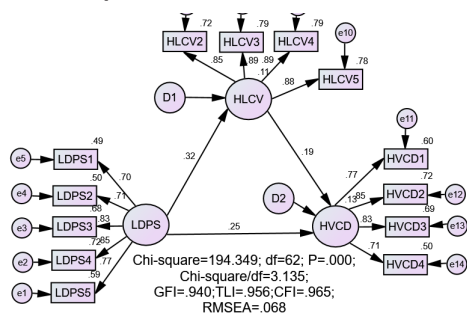 .72
.79
.79
HLCV2
HLCV3
HLCV4
e10
.78
.85
.89
.89
.11
.88
HLCV5
D1
HLCV
e11
.60
.49
e5
LDPS1
.32
.19
HVCD1
.50
.70
.77
.72
e4
LDPS2
.71
D2
.13
.85
HVCD2
e12
.68
.83
.69
e3
LDPS3
LDPS
.25
HVCD
.83
HVCD3
e13
.72
.85
.71
.50
e2
LDPS4
.77
HVCD4
e14
.59
e1
LDPS5
Chi-square=194.349; df=62; P=.000;
Chi-square/df=3.135;
GFI=.940;TLI=.956;CFI=.965;
RMSEA=.068